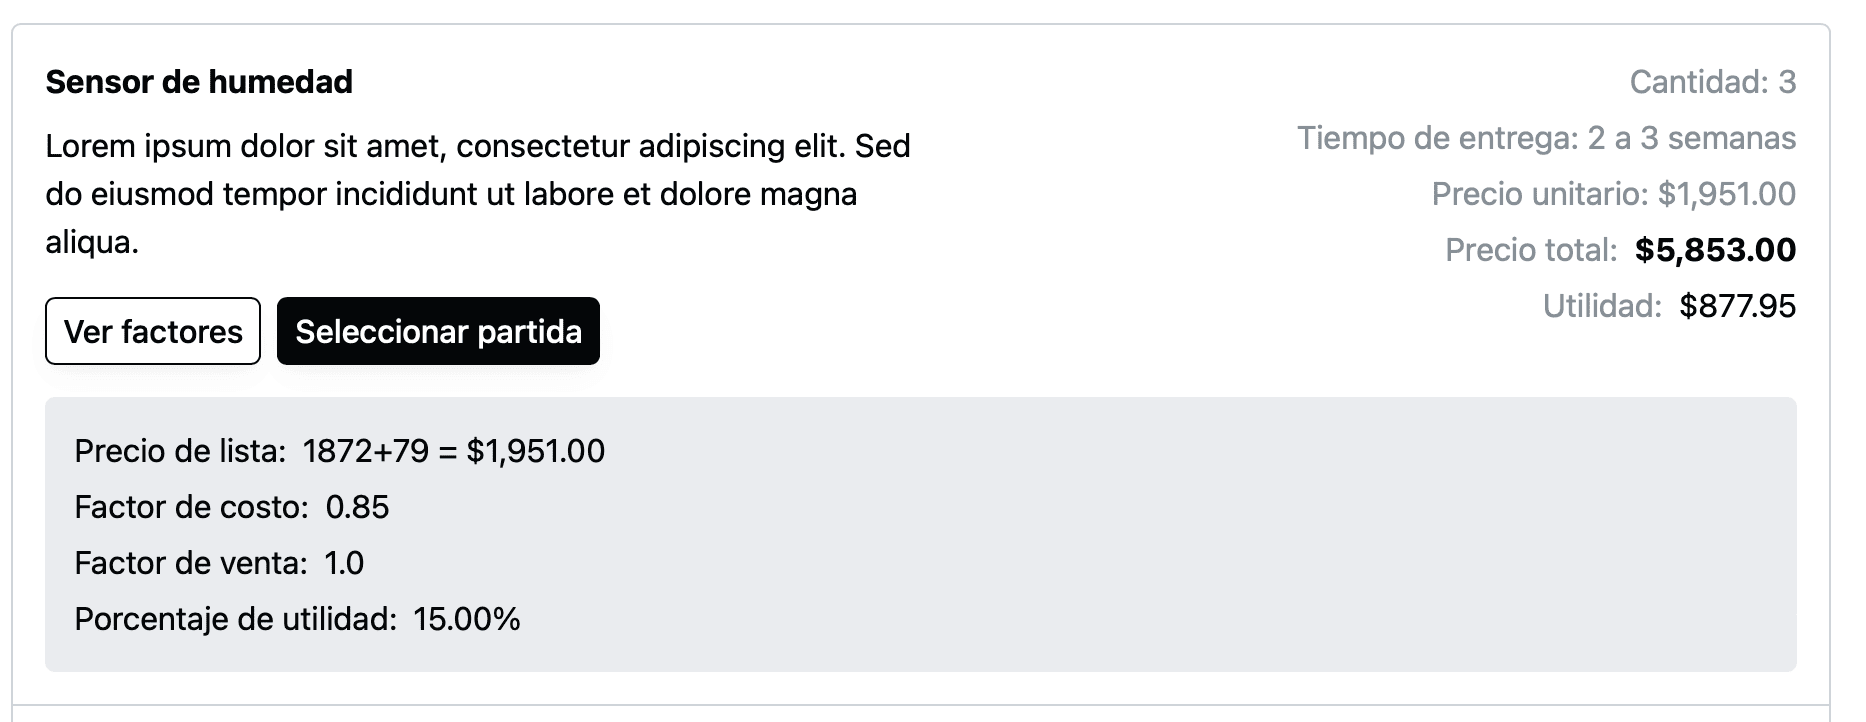 Sensor de humedad
Lorem ipsum dolor sit amet, consectetur adipiscing elit. Sed
do eiusmod tempor incididunt ut labore et dolore magna
aliqua.
Ver factores
Seleccionar partida
Cantidad: 3
Tiempo de entrega: 2 a 3 semanas
Precio unitario: $1,951.00
Precio total: $5,853.00
Utilidad: $877.95
Precio de lista: 1872+79 = $1,951.00
Factor de costo: 0.85
Factor de venta: 1.0
Porcentaje de utilidad: 15.00%